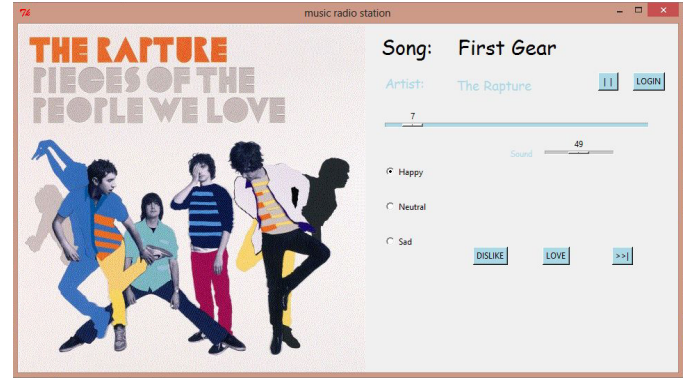 music radio station
THE RAPTURE
PIECES OF THE
PEOPLE WE LOVE
Song: First Gear
Artist: The Rapture
||
LOGIN
7
Sound 49
Happy
Neutral
Sad
DISLIKE LOVE >>|